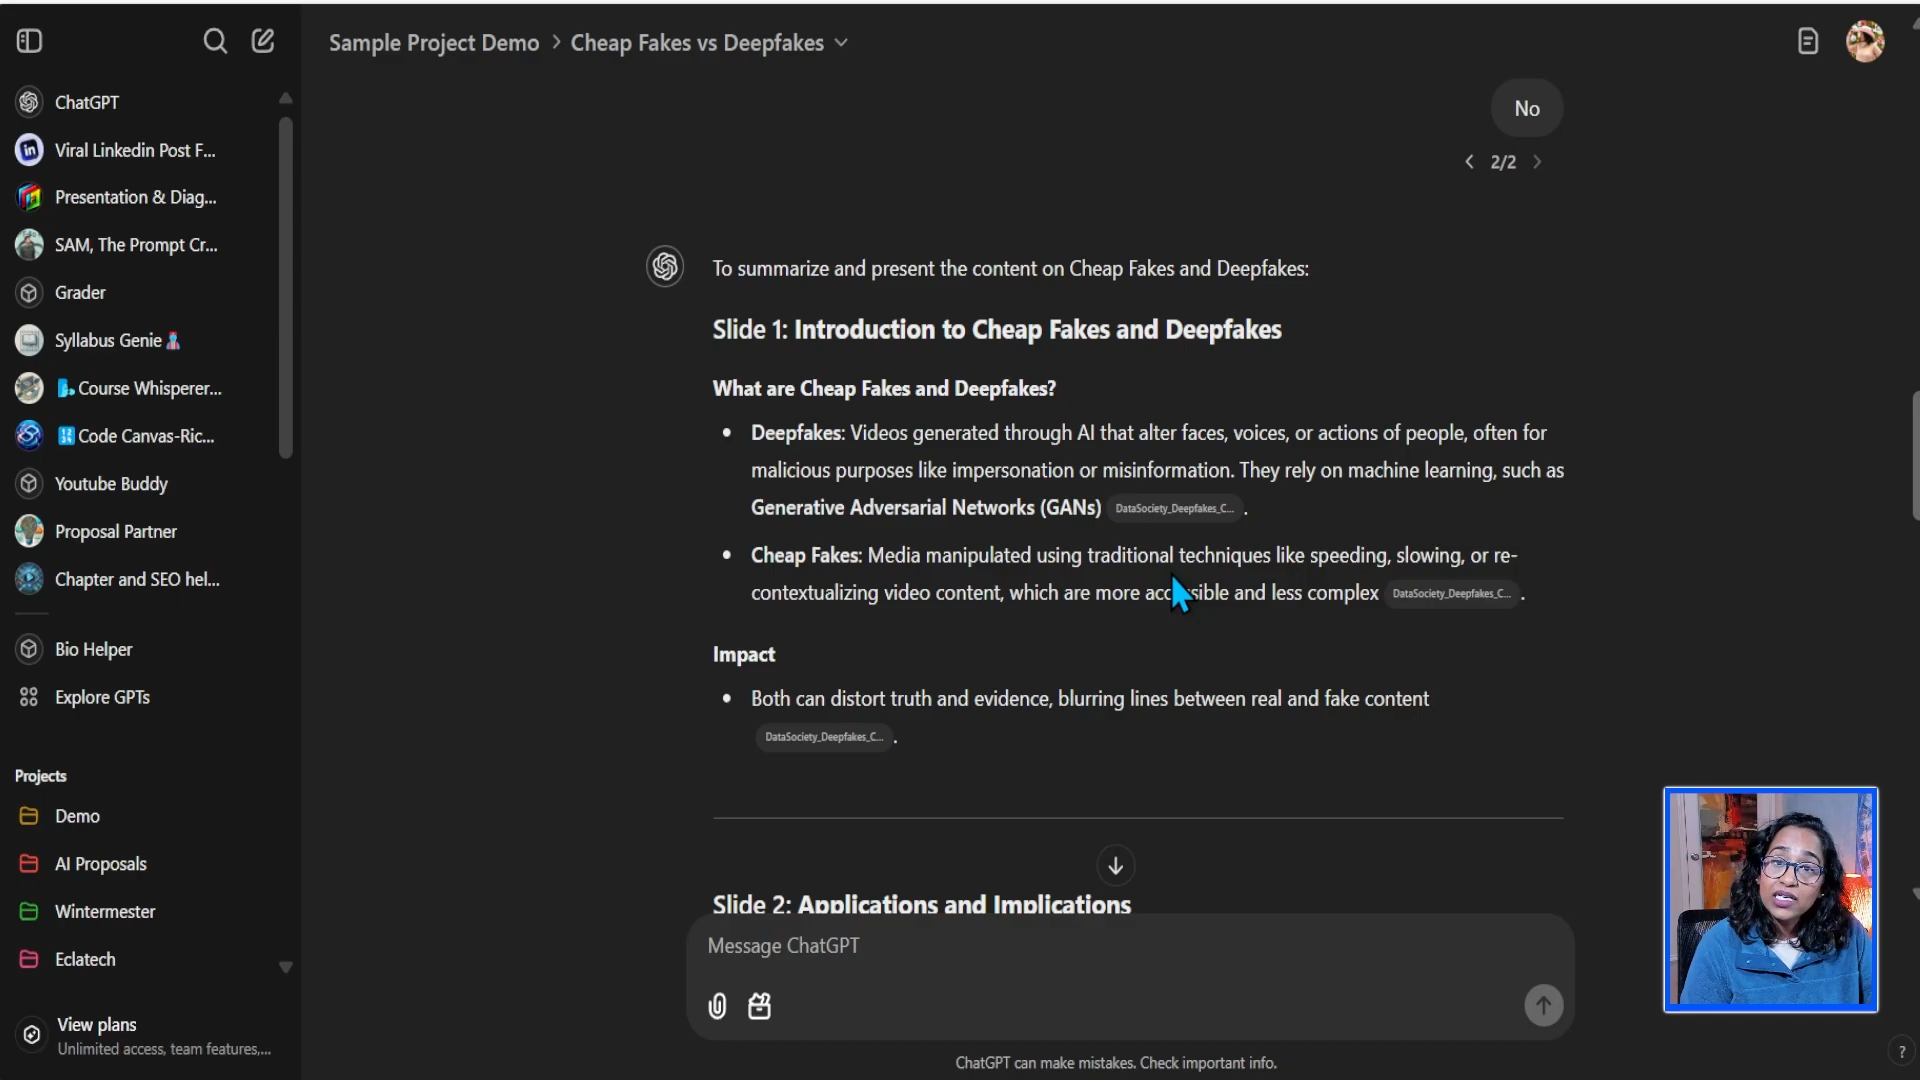 Sample Project Demo > Cheap Fakes vs Deepfakes
ChatGPT
Viral Linkedin Post F...
Presentation & Diag...
SAM, The Prompt Cr...
Grader
Syllabus Genie
Course Whisperer...
Code Canvas-Ric...
Youtube Buddy
Proposal Partner
Chapter and SEO hel...
Bio Helper
Explore GPTs
Projects
Demo
AI Proposals
Wintermester
Eclatech
View plans
Unlimited access, team features,...
No
2/2
To summarize and present the content on Cheap Fakes and Deepfakes:
Slide 1: Introduction to Cheap Fakes and Deepfakes
What are Cheap Fakes and Deepfakes?
• Deepfakes: Videos generated through AI that alter faces, voices, or actions of people, often for
malicious purposes like impersonation or misinformation. They rely on machine learning, such as
Generative Adversarial Networks (GANs) DataSociety_Deepfakes_C... .
• Cheap Fakes: Media manipulated using traditional techniques like speeding, slowing, or re-
contextualizing video content, which are more accessible and less complex DataSociety_Deepfakes_C... .
Impact
• Both can distort truth and evidence, blurring lines between real and fake content
DataSociety_Deepfakes_C... .
Slide 2: Applications and Implications
Message ChatGPT
ChatGPT can make mistakes. Check important info.
?